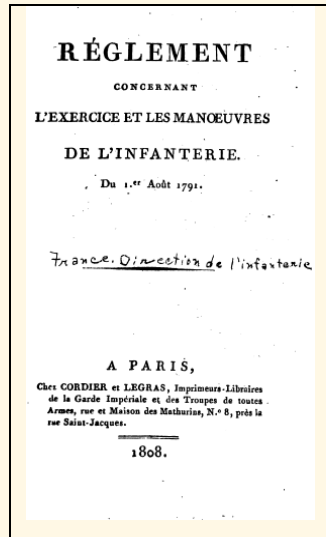 RÉGLEMENT
CONCERNANT
L'EXERCICE ET LES MANŒUVRES
DE L'INFANTERIE.
Du 1.er Août 1791.
France. Direction de l'infanterie
A PARIS,
Chez CORDIER et LEGRAS, Imprimeurs-Libraires
de la Garde Impériale et des Troupes de toutes
Armes, rue et Maison des Mathurins, N.º 8, près la
rue Saint-Jacques.
1808.